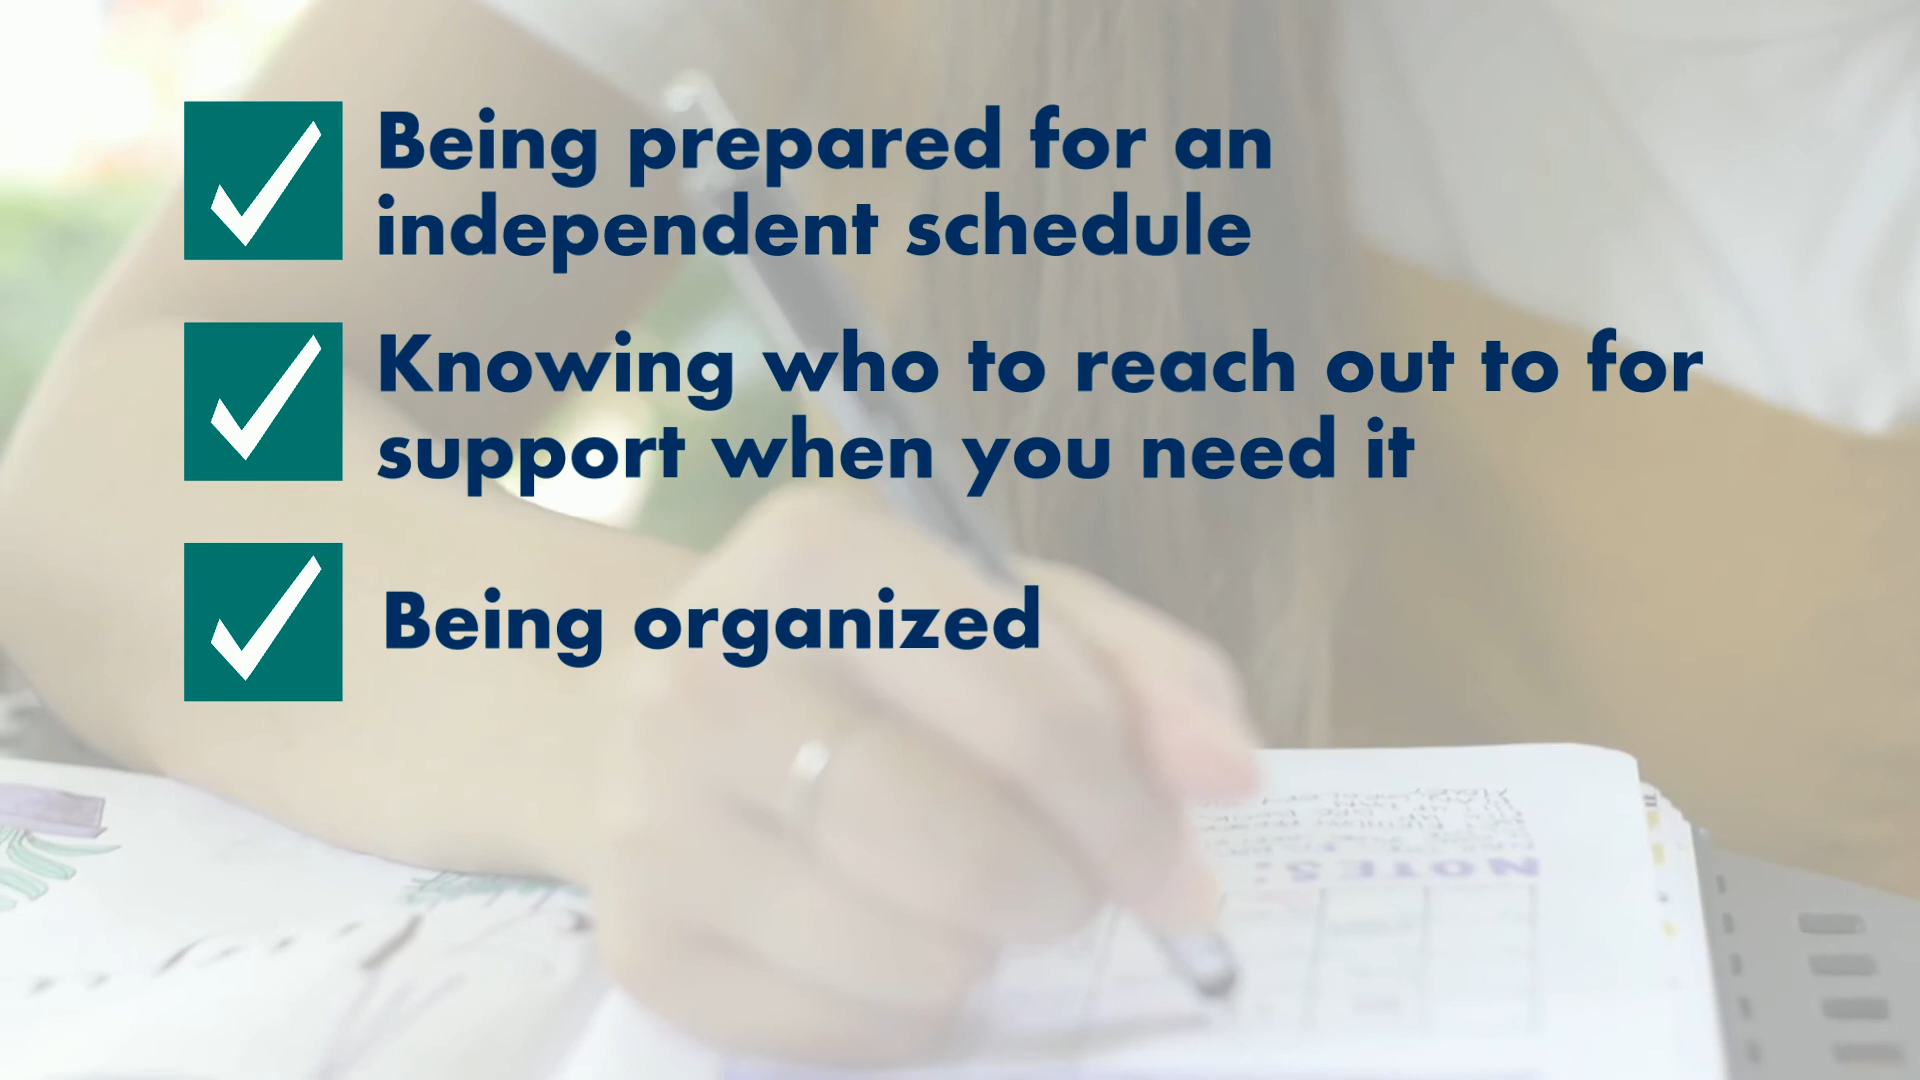 Being prepared for an
independent schedule
Knowing who to reach out to for
support when you need it
Being organized
NOTES: